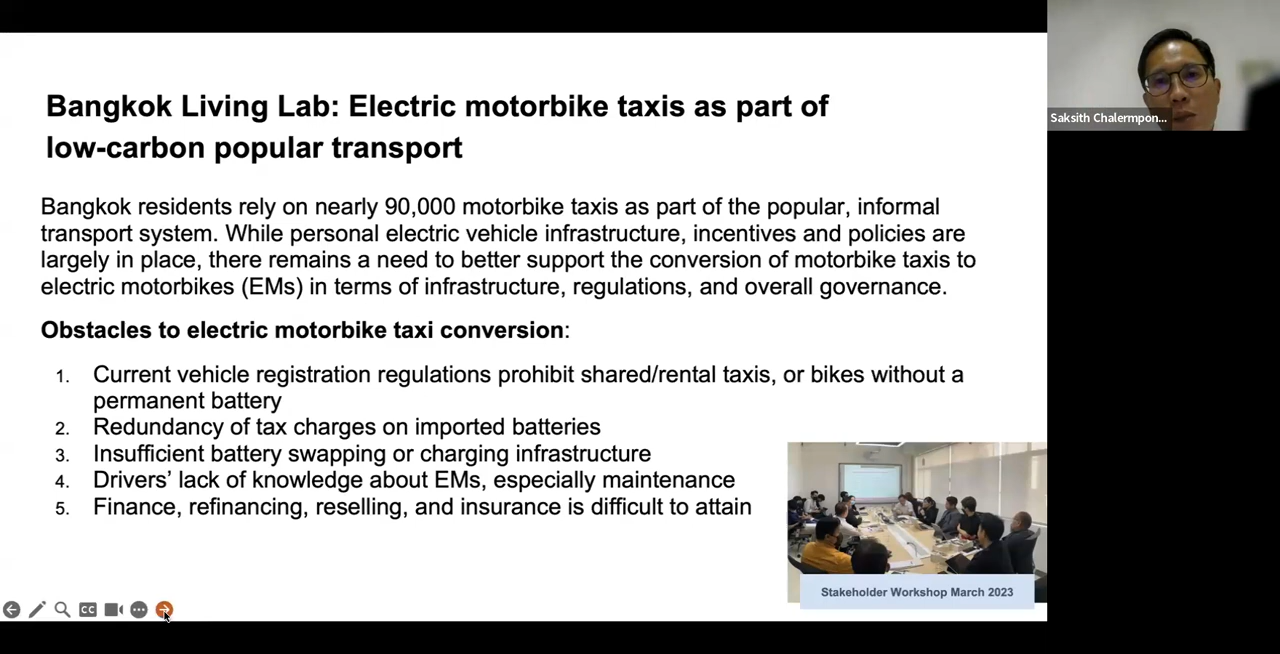 Bangkok Living Lab: Electric motorbike taxis as part of
low-carbon popular transport
Saksith Chalermpon...
Bangkok residents rely on nearly 90,000 motorbike taxis as part of the popular, informal
transport system. While personal electric vehicle infrastructure, incentives and policies are
largely in place, there remains a need to better support the conversion of motorbike taxis to
electric motorbikes (EMs) in terms of infrastructure, regulations, and overall governance.
Obstacles to electric motorbike taxi conversion:
1. Current vehicle registration regulations prohibit shared/rental taxis, or bikes without a
permanent battery
2. Redundancy of tax charges on imported batteries
3. Insufficient battery swapping or charging infrastructure
4. Drivers’ lack of knowledge about EMs, especially maintenance
5. Finance, refinancing, reselling, and insurance is difficult to attain
Stakeholder Workshop March 2023
CC